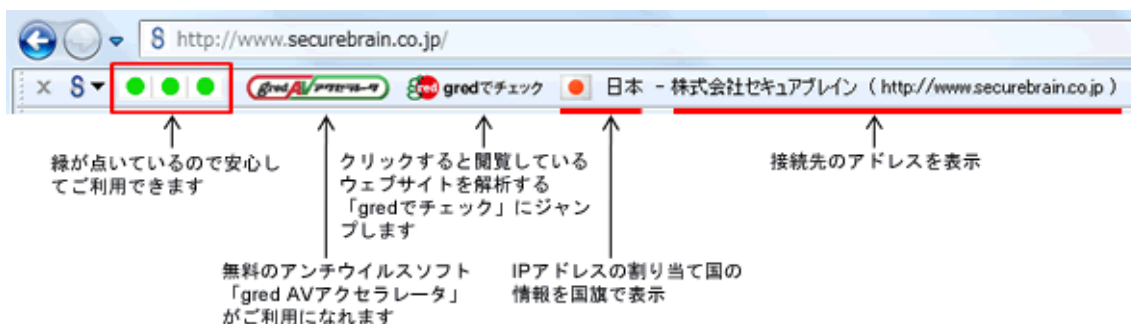 http://www.securebrain.co.jp/
gred AVアクセラレータ gredでチェック 日本 - 株式会社セキュアブレイン ( http://www.securebrain.co.jp )
緑が点いているので安心し
てご利用できます
クリックすると閲覧している
ウェブサイトを解析する
「gredでチェック」にジャン
プします
接続先のアドレスを表示
無料のアンチウイルスソフト
「gred AVアクセラレータ」
がご利用になれます
IPアドレスの割り当て国の
情報を国旗で表示